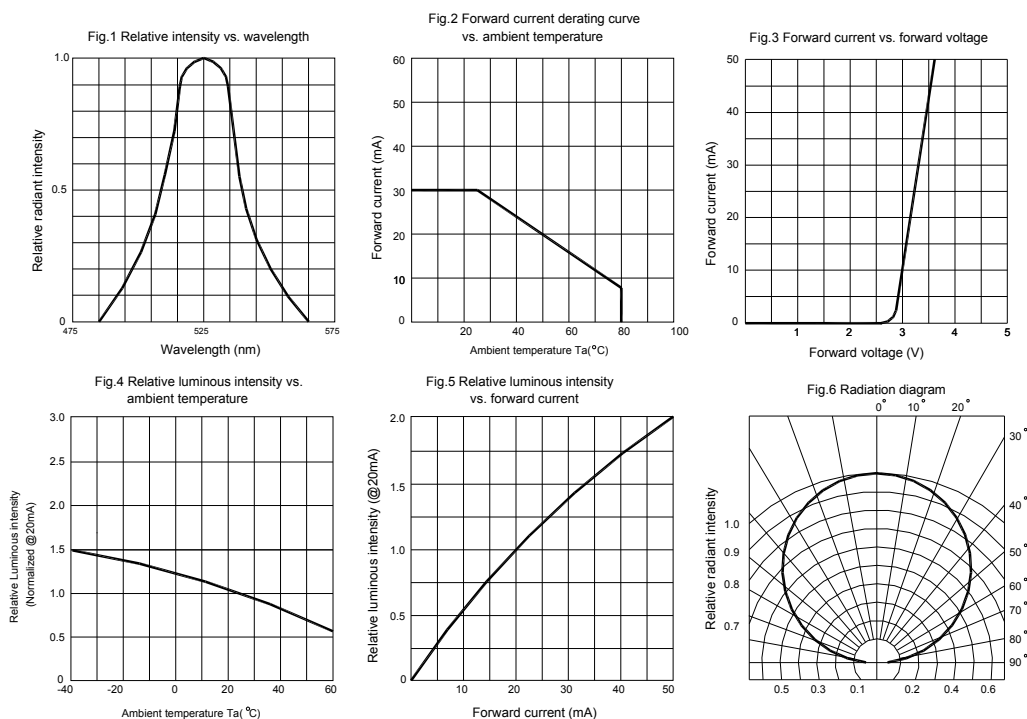 Fig.1 Relative intensity vs. wavelength
Relative radiant intensity
1.0
0.5
0
475
525
575
Wavelength (nm)
Fig.2 Forward current derating curve
vs. ambient temperature
Forward current (mA)
60
50
40
30
20
10
0
20
40
60
80
100
Ambient temperature Ta(°C)
Fig.3 Forward current vs. forward voltage
Forward current (mA)
50
40
30
20
10
0
1
2
3
4
5
Forward voltage (V)
Fig.4 Relative luminous intensity vs.
ambient temperature
Relative Luminous intensity
(Normalized @20mA)
3.0
2.5
2.0
1.5
1.0
0.5
0
-40
-20
0
20
40
60
Ambient temperature Ta( °C)
Fig.5 Relative luminous intensity
vs. forward current
Relative luminous intensity (@20mA)
2.0
1.5
1.0
0.5
0
10
20
30
40
50
Forward current (mA)
Fig.6 Radiation diagram
0° 10° 20°
30°
40°
50°
60°
70°
80°
90°
Relative radiant intensity
1.0
0.9
0.8
0.7
0.5 0.3 0.1 0.2 0.4 0.6